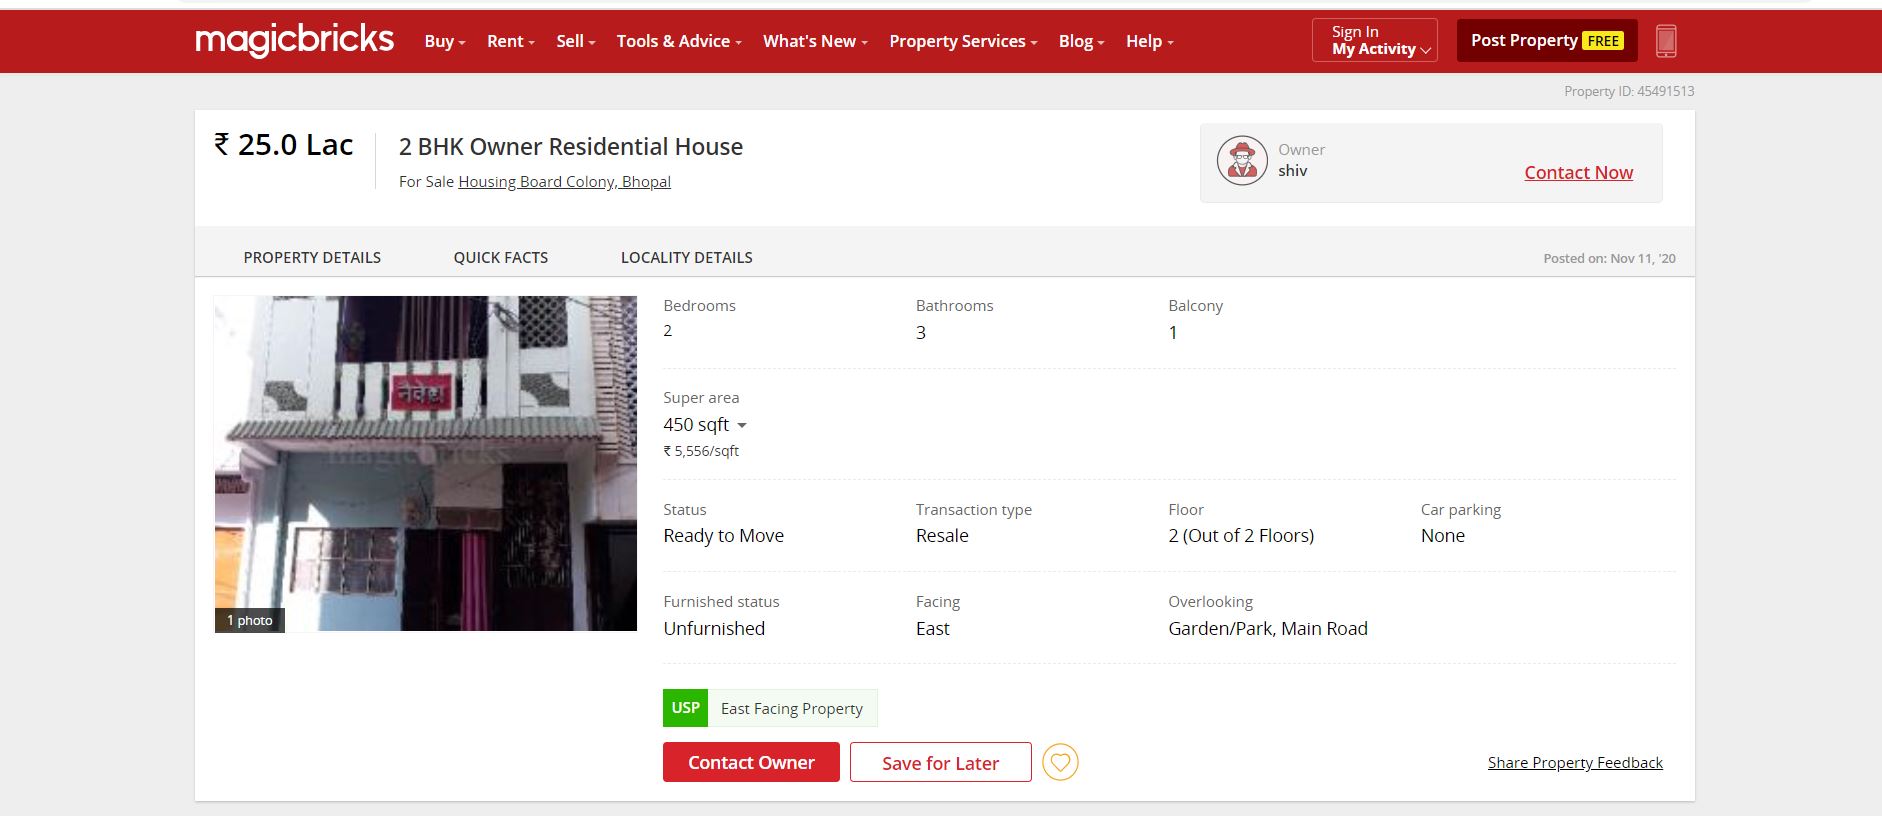 magicbricks Buy Rent Sell Tools & Advice What's New Property Services Blog Help
Sign In
My Activity
Post Property FREE
Property ID: 45491513
₹ 25.0 Lac
2 BHK Owner Residential House
For Sale Housing Board Colony, Bhopal
Owner
shiv
Contact Now
PROPERTY DETAILS QUICK FACTS LOCALITY DETAILS
Posted on: Nov 11, '20
magicbricks
1 photo
Bedrooms Bathrooms Balcony
2 3 1
Super area
450 sqft
₹ 5,556/sqft
Status Transaction type Floor Car parking
Ready to Move Resale 2 (Out of 2 Floors) None
Furnished status Facing Overlooking
Unfurnished East Garden/Park, Main Road
USP East Facing Property
Contact Owner Save for Later
Share Property Feedback